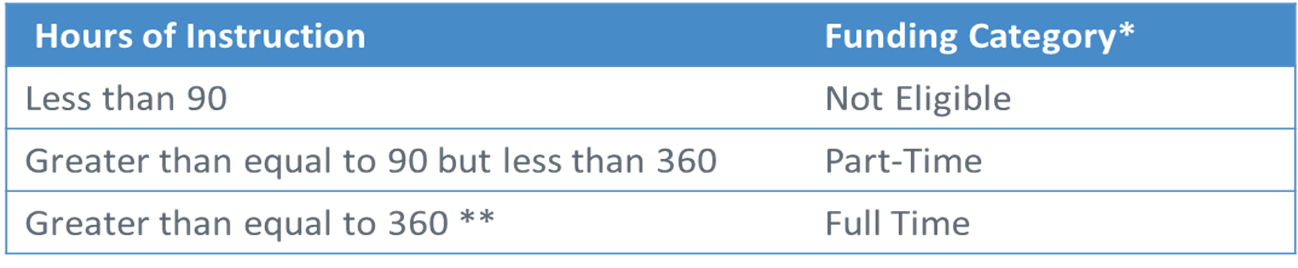 Hours of Instruction Funding Category*
Less than 90 Not Eligible
Greater than equal to 90 but less than 360 Part-Time
Greater than equal to 360 ** Full Time